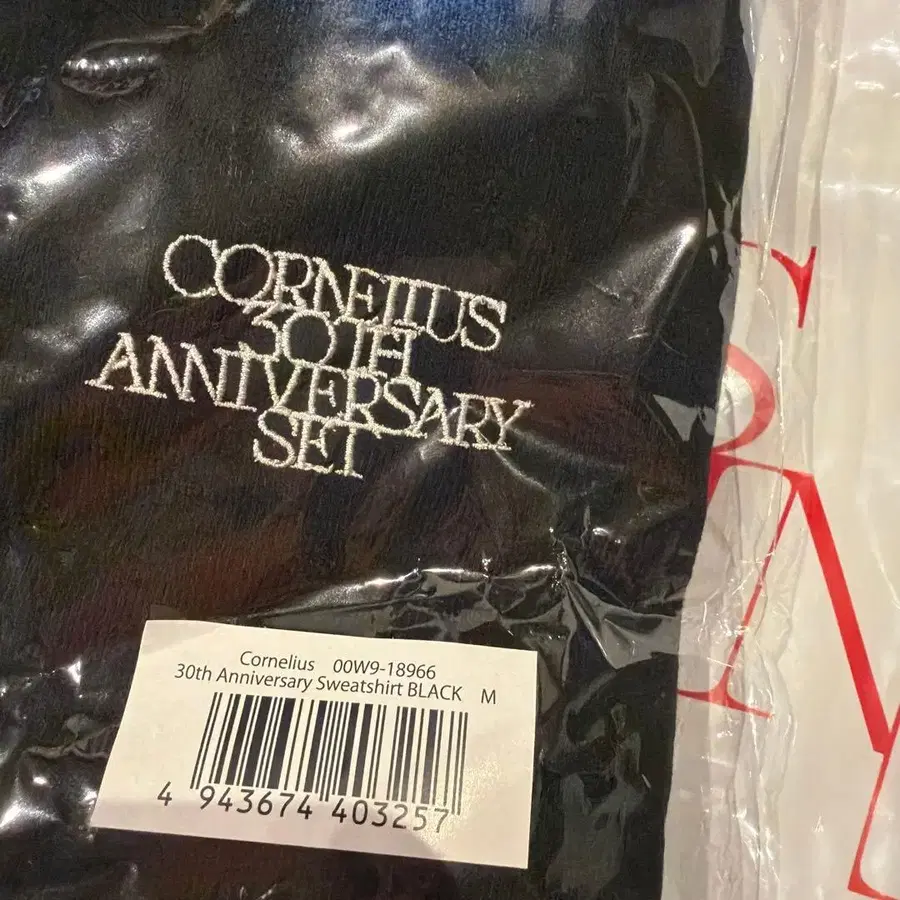 CORNELIUS
30TH
ANNIVERSARY
SET
Cornelius 00W9-18966
30th Anniversary Sweatshirt BLACK M
4 943674 403257